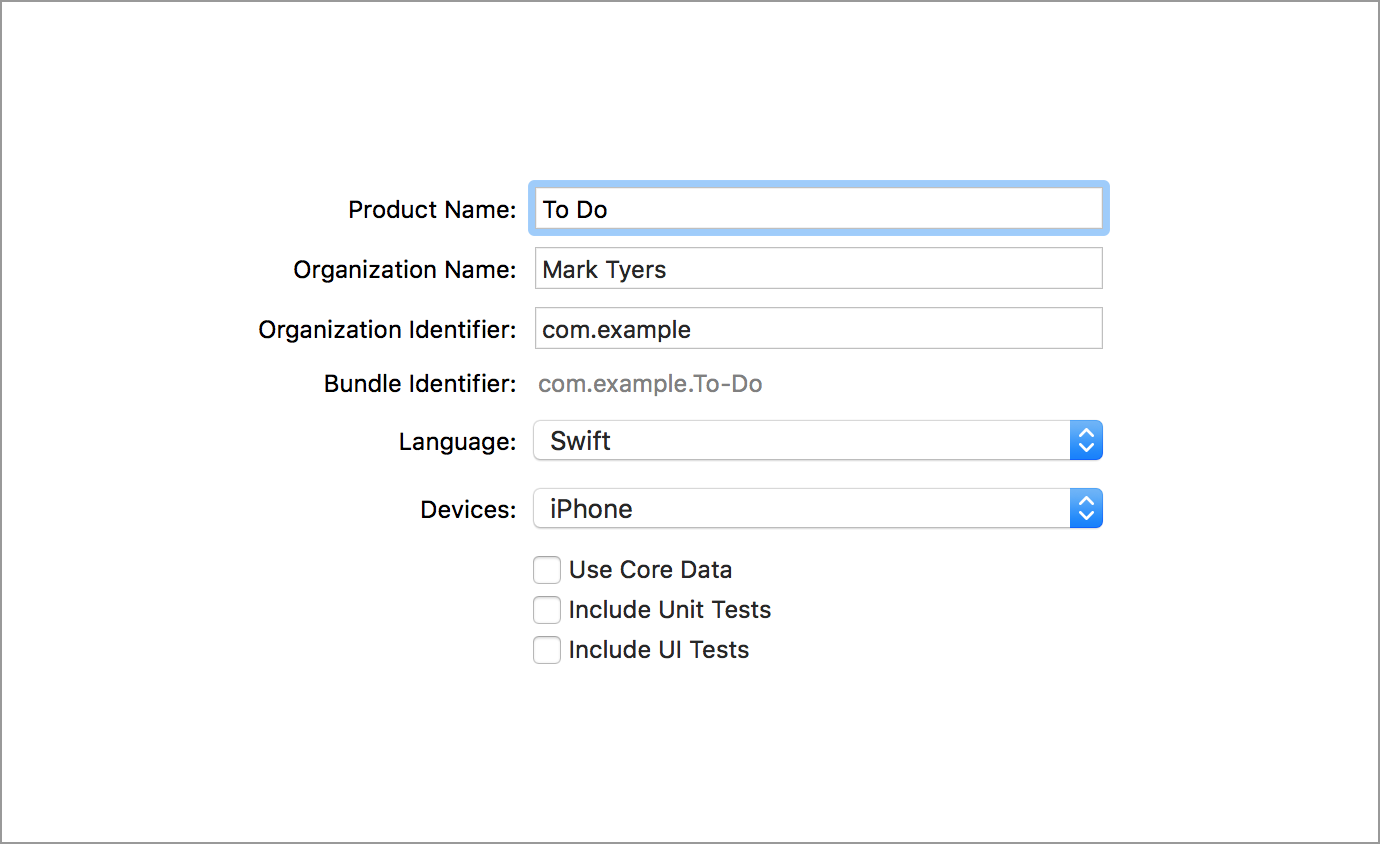 Product Name: To Do
Organization Name: Mark Tyers
Organization Identifier: com.example
Bundle Identifier: com.example.To-Do
Language: Swift
Devices: iPhone
Use Core Data
Include Unit Tests
Include UI Tests